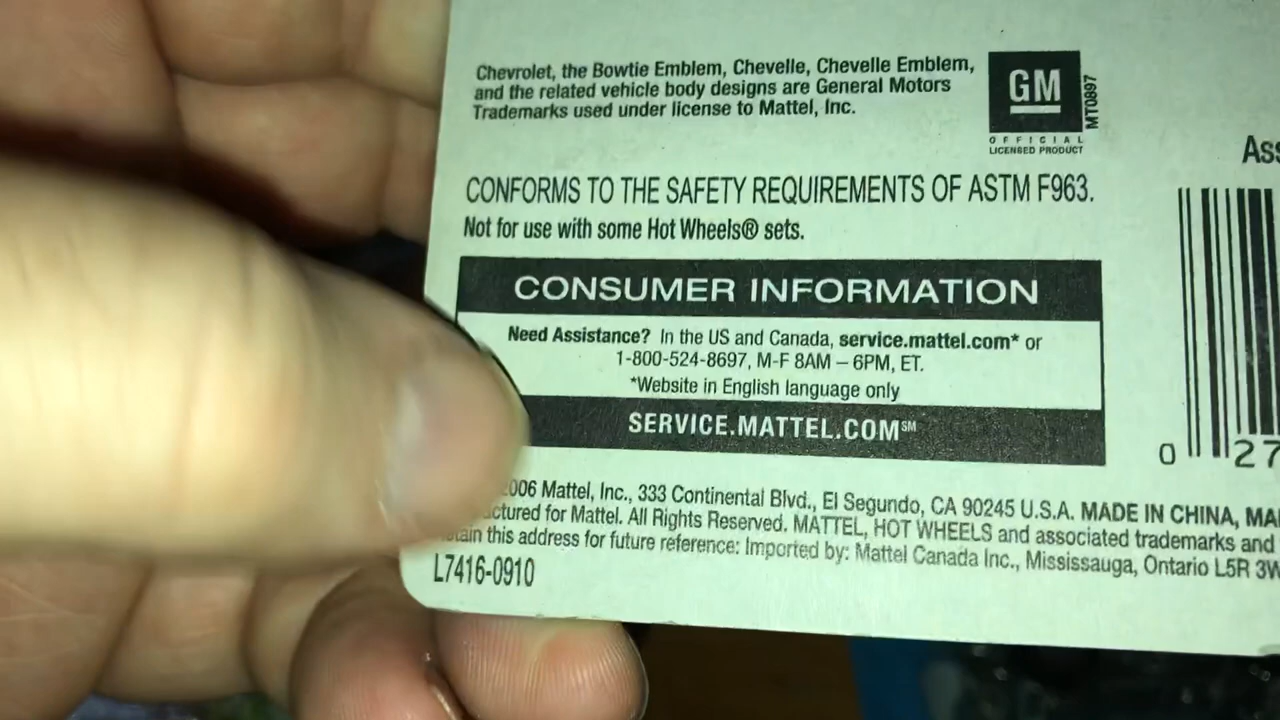 Chevrolet, the Bowtie Emblem, Chevelle, Chevelle Emblem,
and the related vehicle body designs are General Motors
Trademarks used under license to Mattel, Inc.
GM
MT0897
OFFICIAL
LICENSED PRODUCT
CONFORMS TO THE SAFETY REQUIREMENTS OF ASTM F963.
Not for use with some Hot Wheels® sets.
CONSUMER INFORMATION
Need Assistance? In the US and Canada, service.mattel.com* or
1-800-524-8697, M-F 8AM – 6PM, ET.
*Website in English language only
SERVICE.MATTEL.COM℠
Ass
0 27
2006 Mattel, Inc., 333 Continental Blvd., El Segundo, CA 90245 U.S.A. MADE IN CHINA, MA
actured for Mattel. All Rights Reserved. MATTEL, HOT WHEELS and associated trademarks and
tain this address for future reference: Imported by: Mattel Canada Inc., Mississauga, Ontario L5R 3W
L7416-0910